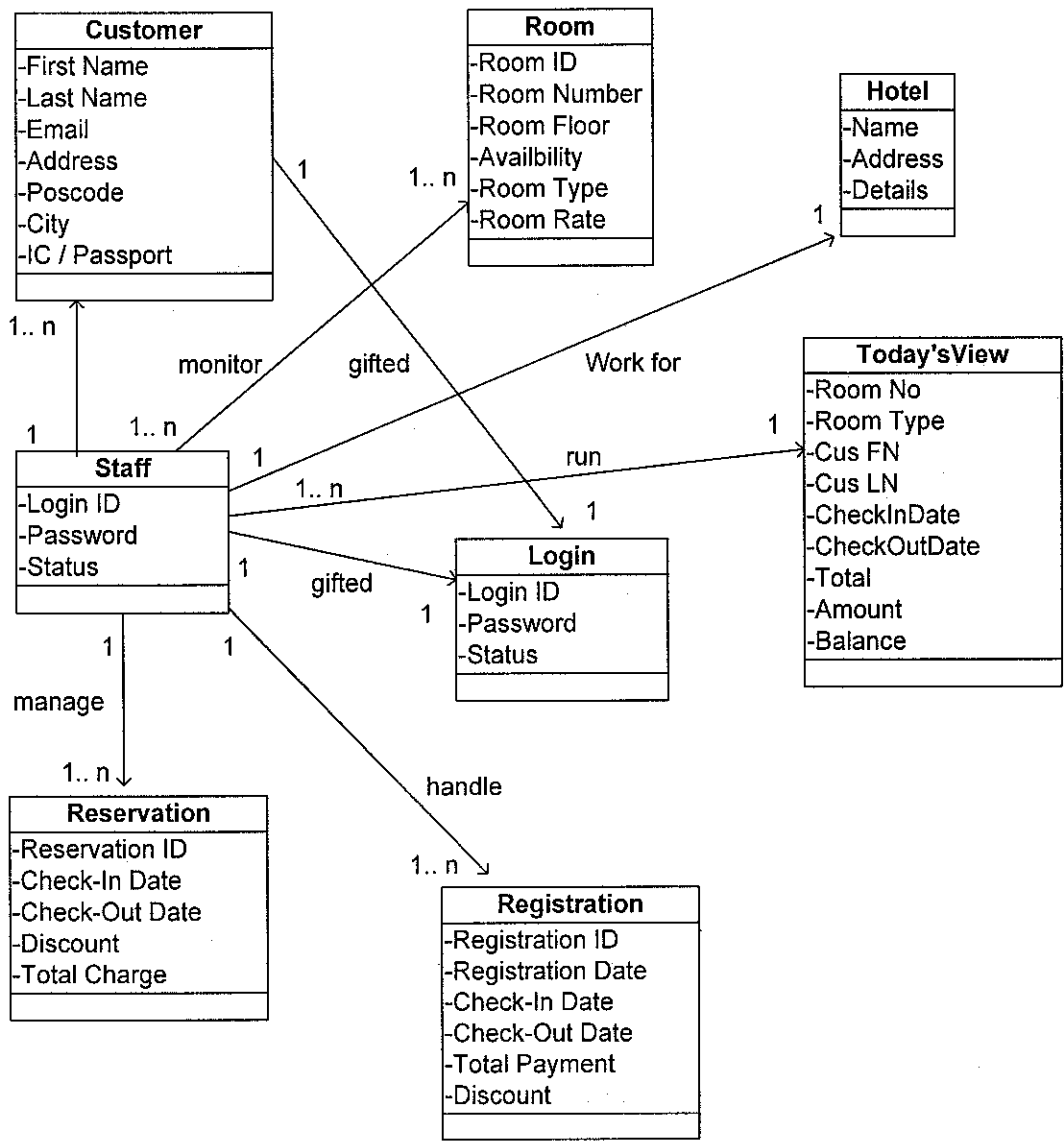 Customer
-First Name
-Last Name
-Email
-Address
-Poscode
-City
-IC / Passport
Room
-Room ID
-Room Number
-Room Floor
-Availbility
-Room Type
-Room Rate
Hotel
-Name
-Address
-Details
1
1.. n
1
1.. n
monitor
gifted
Work for
Today'sView
-Room No
-Room Type
-Cus FN
-Cus LN
-CheckInDate
-CheckOutDate
-Total
-Amount
-Balance
1
1.. n
1
1
run
1.. n
Staff
-Login ID
-Password
-Status
1
1
gifted
1
Login
-Login ID
-Password
-Status
1
1
manage
1.. n
handle
1.. n
Reservation
-Reservation ID
-Check-In Date
-Check-Out Date
-Discount
-Total Charge
Registration
-Registration ID
-Registration Date
-Check-In Date
-Check-Out Date
-Total Payment
-Discount